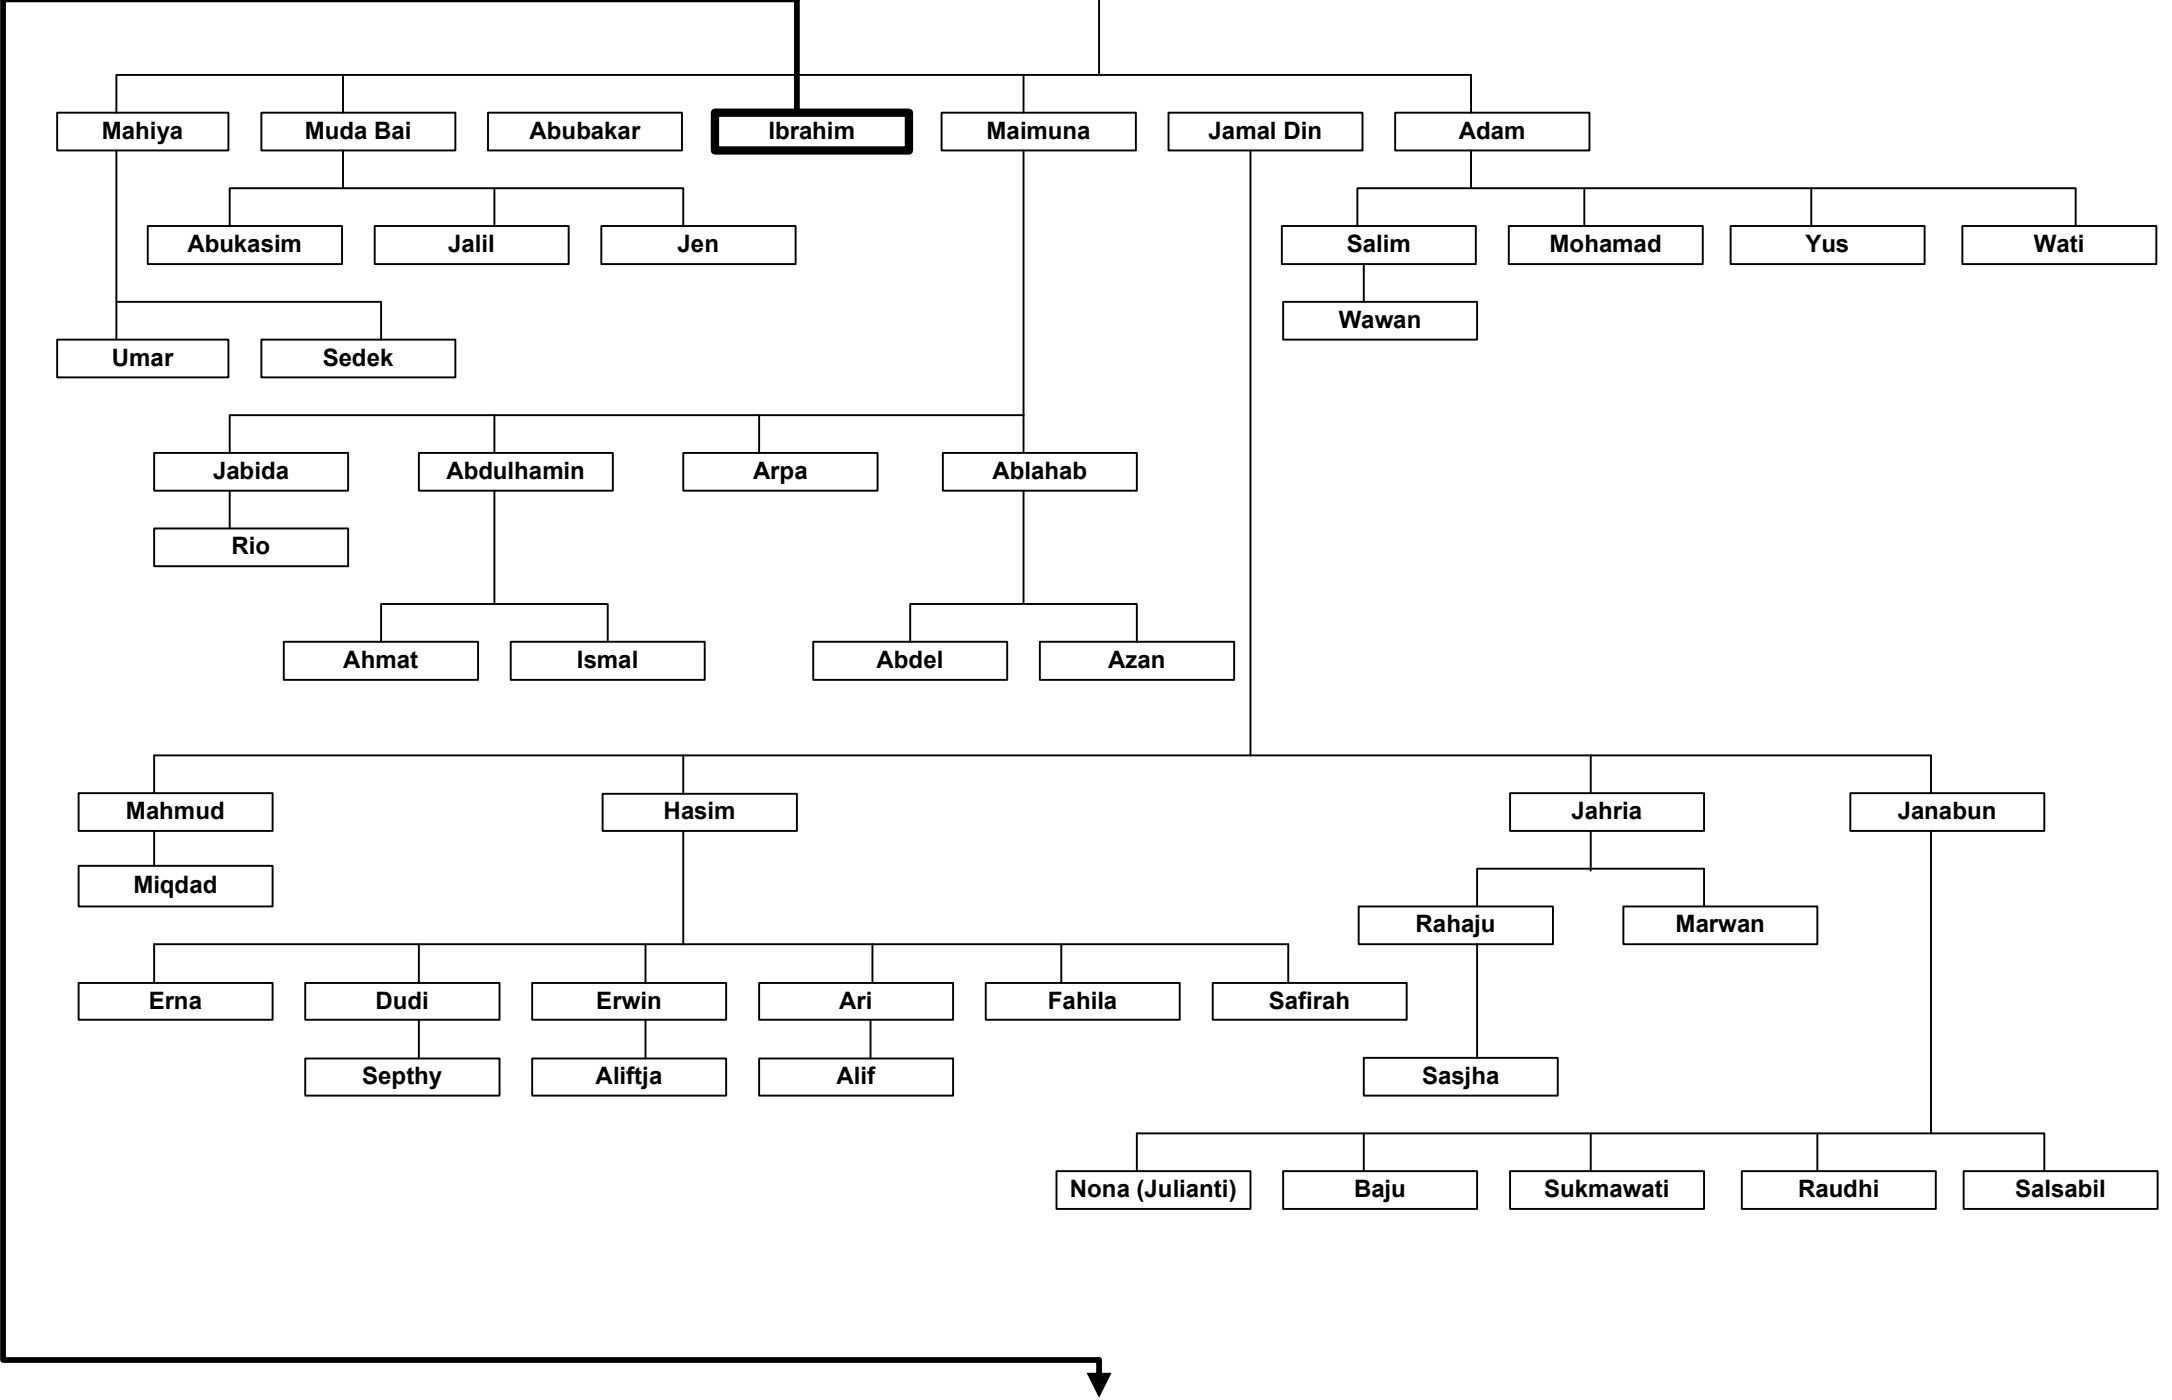 Mahiya
Muda Bai
Abubakar
Ibrahim
Maimuna
Jamal Din
Adam
Abukasim
Jalil
Jen
Salim
Mohamad
Yus
Wati
Wawan
Umar
Sedek
Jabida
Abdulhamin
Arpa
Ablahab
Rio
Ahmat
Ismal
Abdel
Azan
Mahmud
Hasim
Jahria
Janabun
Miqdad
Rahaju
Marwan
Erna
Dudi
Erwin
Ari
Fahila
Safirah
Septhy
Aliftja
Alif
Sasjha
Nona (Julianti)
Baju
Sukmawati
Raudhi
Salsabil